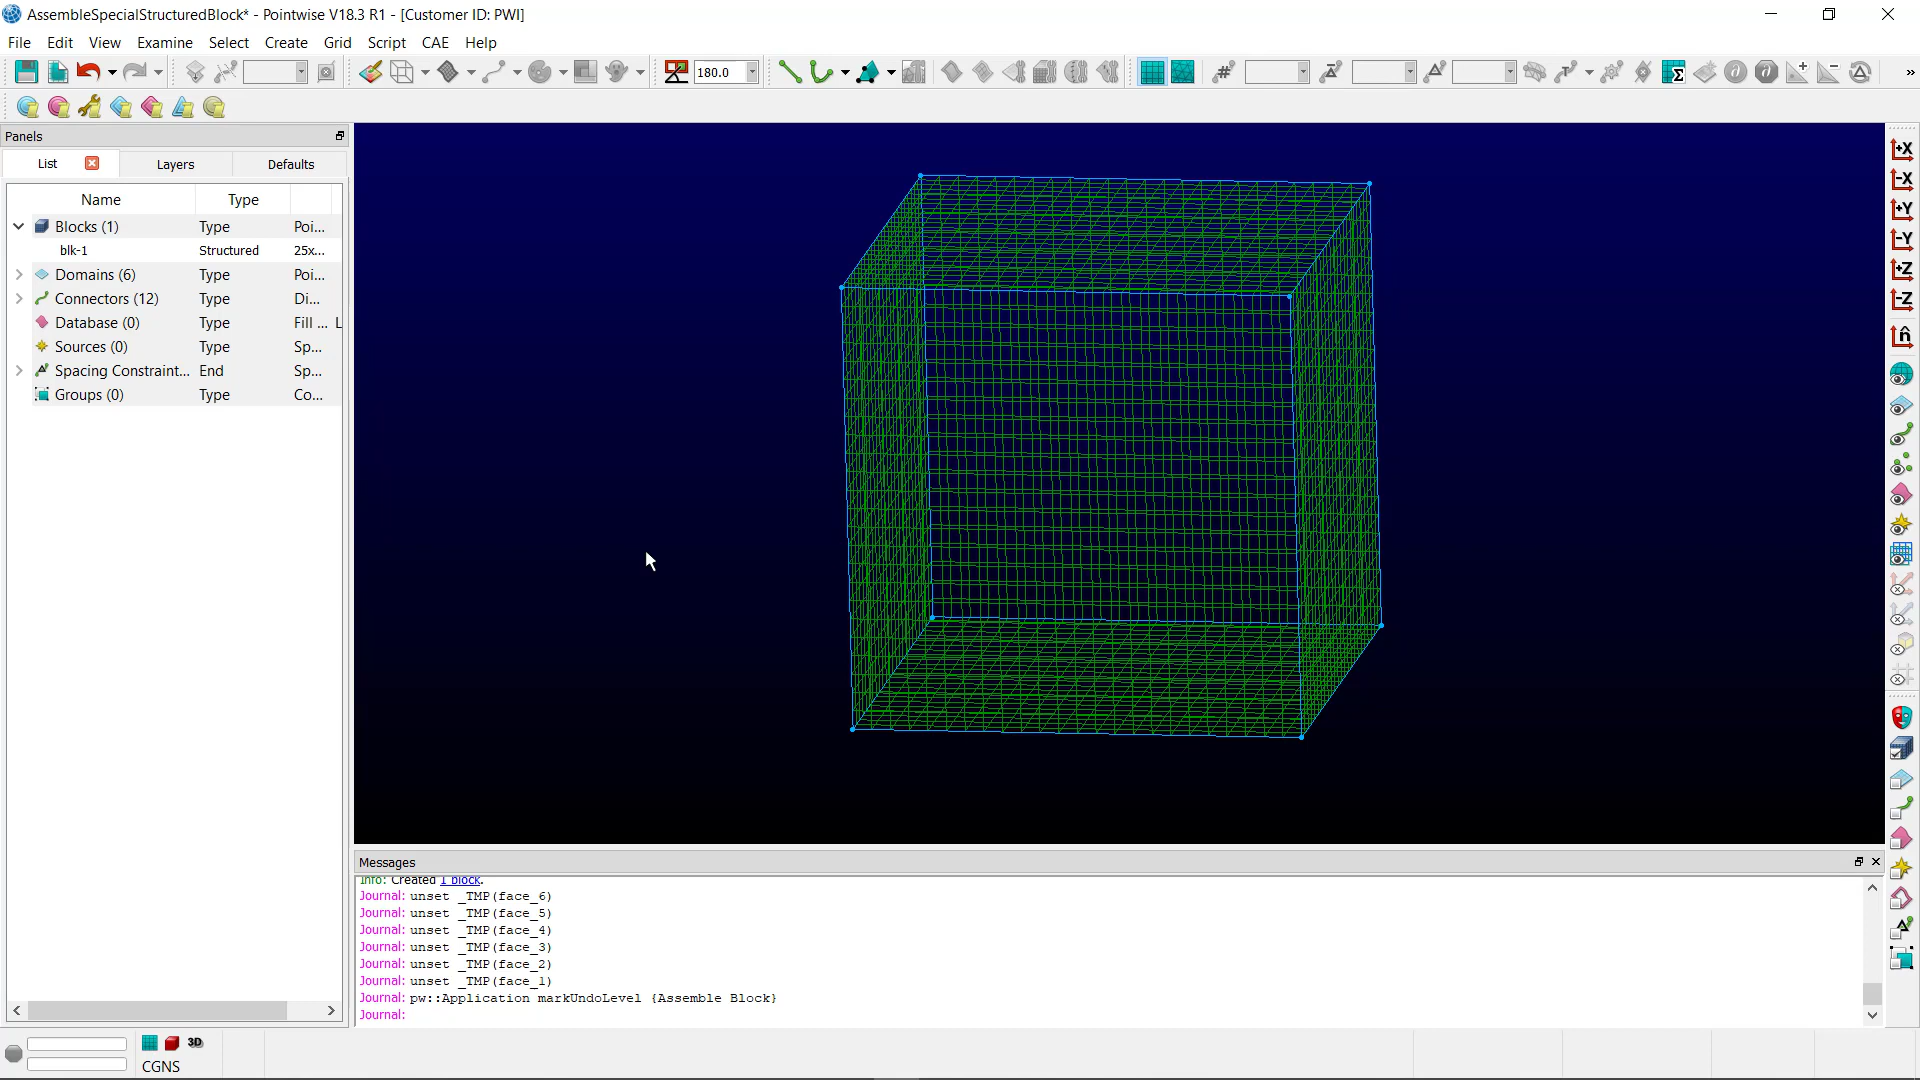 AssembleSpecialStructuredBlock* - Pointwise V18.3 R1 - [Customer ID: PWI]
File Edit View Examine Select Create Grid Script CAE Help
180.0
»
Panels
List Layers Defaults
Name Type
Blocks (1) Type Poi...
blk-1 Structured 25x...
Domains (6) Type Poi...
Connectors (12) Type Di...
Database (0) Type Fill ... L
Sources (0) Type Sp...
Spacing Constraint... End Sp...
Groups (0) Type Co...
+X
-X
+Y
-Y
+Z
-Z
n̂
Messages
Info: Created 1 block.
Journal: unset _TMP(face_6)
Journal: unset _TMP(face_5)
Journal: unset _TMP(face_4)
Journal: unset _TMP(face_3)
Journal: unset _TMP(face_2)
Journal: unset _TMP(face_1)
Journal: pw::Application markUndoLevel {Assemble Block}
Journal:
3D
CGNS